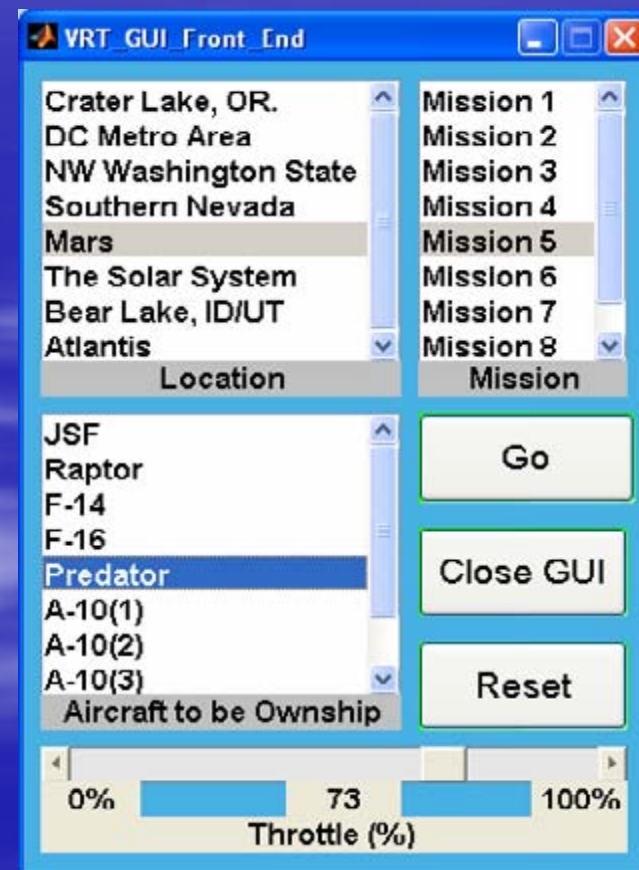 VRT_GUI_Front_End
Crater Lake, OR.
DC Metro Area
NW Washington State
Southern Nevada
Mars
The Solar System
Bear Lake, ID/UT
Atlantis
Location
Mission 1
Mission 2
Mission 3
Mission 4
Mission 5
Mission 6
Mission 7
Mission 8
Mission
JSF
Raptor
F-14
F-16
Predator
A-10(1)
A-10(2)
A-10(3)
Aircraft to be Ownship
Go
Close GUI
Reset
0% 73 100%
Throttle (%)